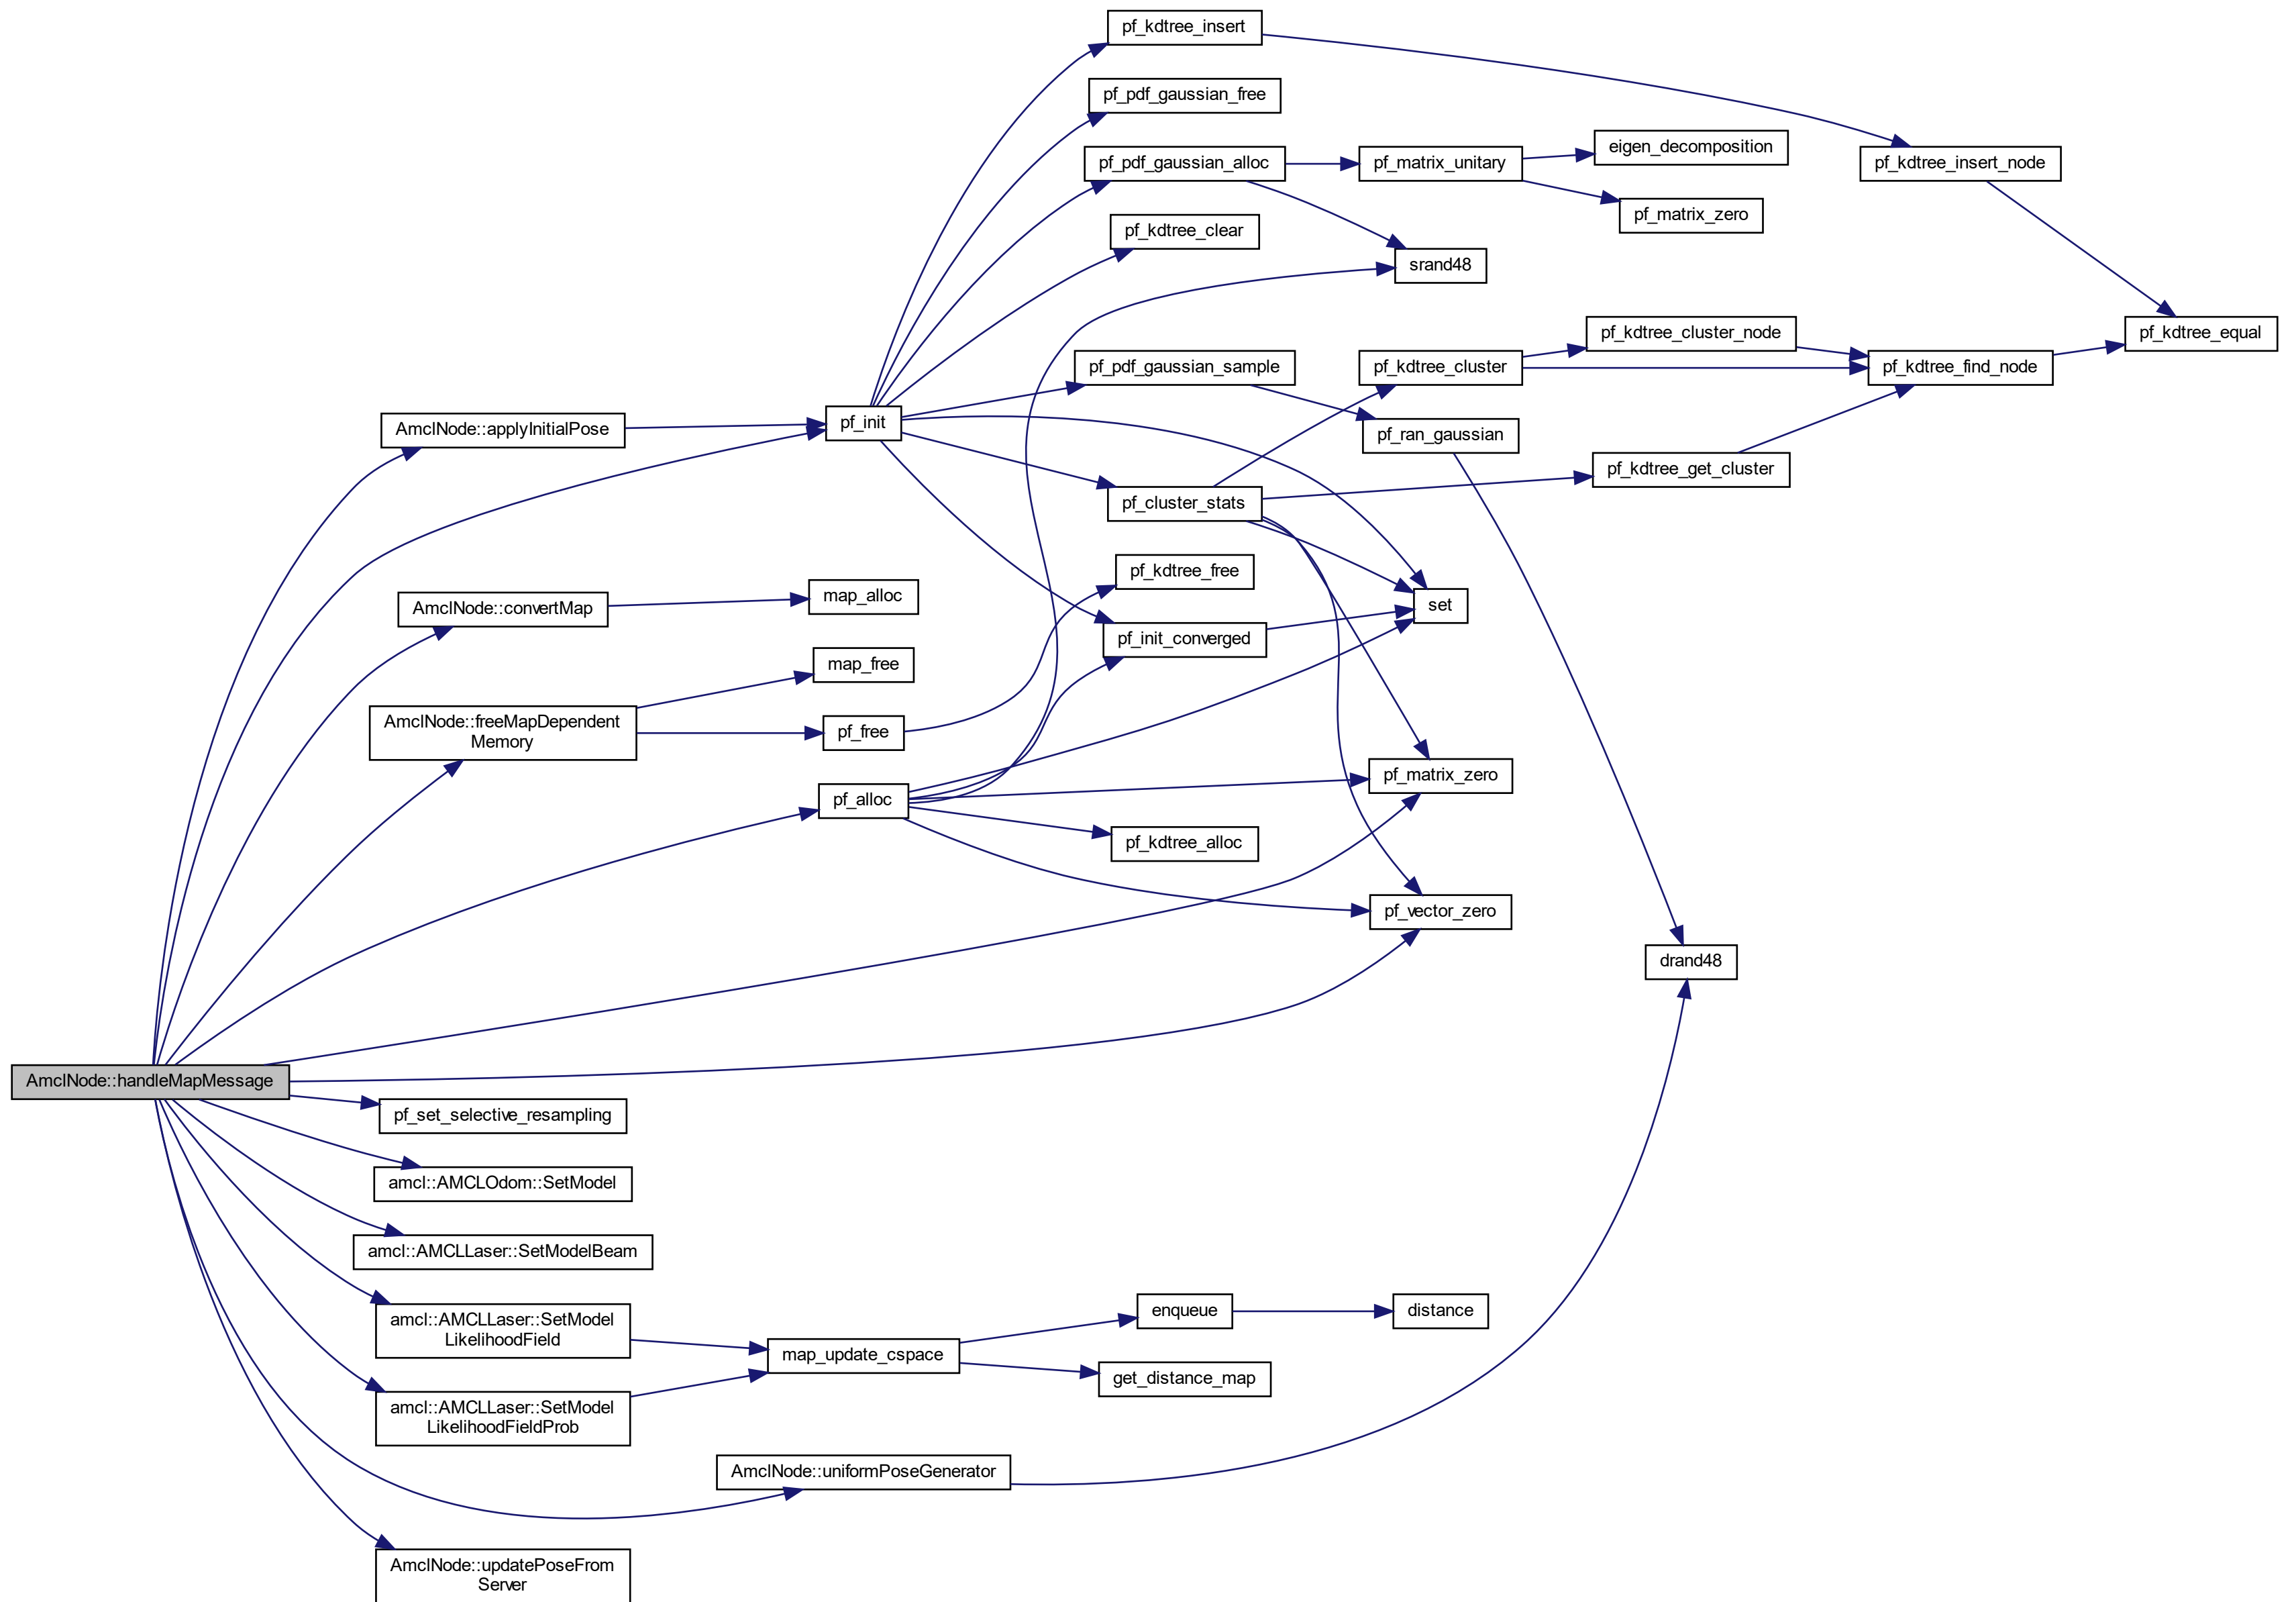 pf_kdtree_insert
pf_pdf_gaussian_free
eigen_decomposition
pf_pdf_gaussian_alloc
pf_matrix_unitary
pf_kdtree_insert_node
pf_matrix_zero
pf_kdtree_clear
srand48
pf_kdtree_cluster_node
pf_kdtree_equal
pf_pdf_gaussian_sample
pf_kdtree_cluster
pf_kdtree_find_node
AmclNode::applyInitialPose
pf_init
pf_ran_gaussian
pf_kdtree_get_cluster
pf_cluster_stats
pf_kdtree_free
AmclNode::convertMap
map_alloc
set
pf_init_converged
map_free
AmclNode::freeMapDependent
Memory
pf_free
pf_matrix_zero
pf_alloc
pf_kdtree_alloc
pf_vector_zero
drand48
AmclNode::handleMapMessage
pf_set_selective_resampling
amcl::AMCLOdom::SetModel
amcl::AMCLLaser::SetModelBeam
amcl::AMCLLaser::SetModel
LikelihoodField
enqueue
distance
map_update_cspace
get_distance_map
amcl::AMCLLaser::SetModel
LikelihoodFieldProb
AmclNode::uniformPoseGenerator
AmclNode::updatePoseFrom
Server